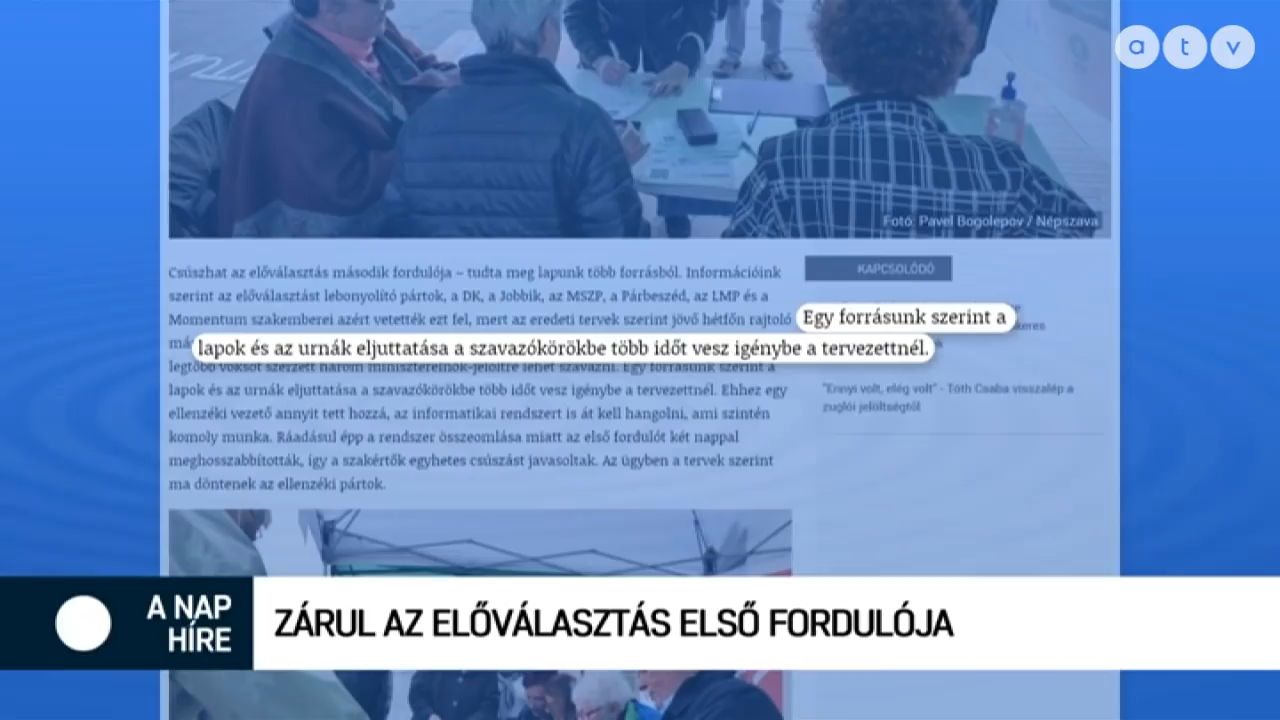 atv
Fotó: Pavel Bogolepov / Népszava
Csúszhat az előválasztás második fordulója – tudta meg lapunk több forrásból. Információink
szerint az előválasztást lebonyolító pártok, a DK, a Jobbik, az MSZP, a Párbeszéd, az LMP és a
Momentum szakemberei azért vetették ezt fel, mert az eredeti tervek szerint jövő hétfőn rajtoló
Egy forrásunk szerint a
lapok és az urnák eljuttatása a szavazókörökbe több időt vesz igénybe a tervezettnél.
legtöbb voksot szerzett három miniszterelnök-jelöltre lehet szavazni. Egy forrásunk szerint a
lapok és az urnák eljuttatása a szavazókörökbe több időt vesz igénybe a tervezettnél. Ehhez egy
ellenzéki vezető annyit tett hozzá, az informatikai rendszert is át kell hangolni, ami szintén
komoly munka. Ráadásul épp a rendszer összeomlása miatt az első fordulót két nappal
meghosszabbították, így a szakértők egyhetes csúszást javasoltak. Az ügyben a tervek szerint
ma döntenek az ellenzéki pártok.
KAPCSOLÓDÓ
"Ennyi volt, elég volt" - Tóth Csaba visszalép a
zuglói jelöltségtől
A NAP
HÍRE
ZÁRUL AZ ELŐVÁLASZTÁS ELSŐ FORDULÓJA